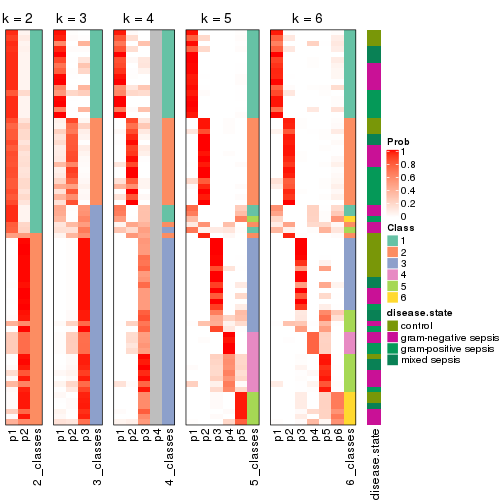 k = 2 k = 3 k = 4 k = 5 k = 6
Prob
1
0.8
0.6
0.4
0.2
0
Class
1
2
3
4
5
6
disease.state
control
gram-negative sepsis
gram-positive sepsis
mixed sepsis
p1 p2 2_classes p1 p2 p3 3_classes p1 p2 p3 p4 4_classes p1 p2 p3 p4 p5 5_classes p1 p2 p3 p4 p5 p6 6_classes disease.state